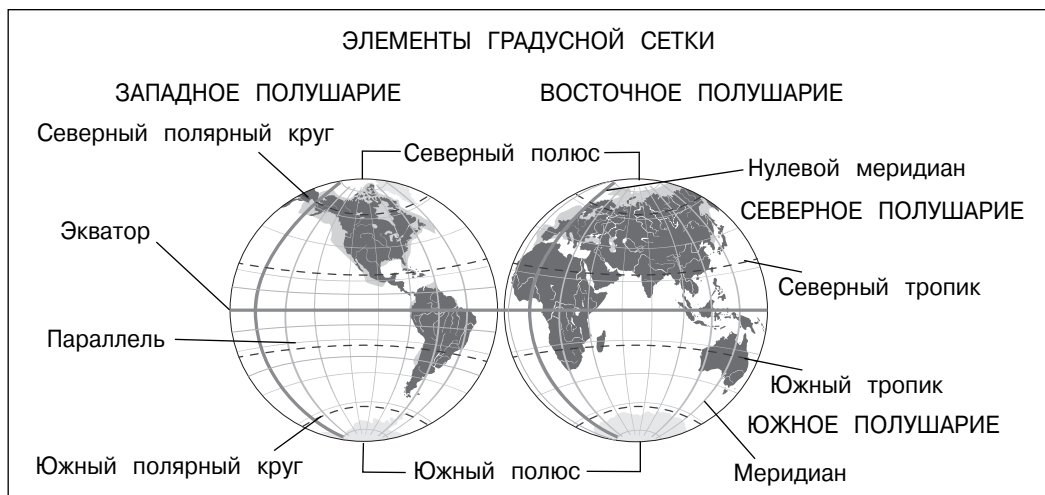 ЭЛЕМЕНТЫ ГРАДУСНОЙ СЕТКИ
ЗАПАДНОЕ ПОЛУШАРИЕ
ВОСТОЧНОЕ ПОЛУШАРИЕ
Северный полярный круг
Северный полюс
Нулевой меридиан
СЕВЕРНОЕ ПОЛУШАРИЕ
Экватор
Северный тропик
Параллель
Южный тропик
ЮЖНОЕ ПОЛУШАРИЕ
Южный полярный круг
Южный полюс
Меридиан